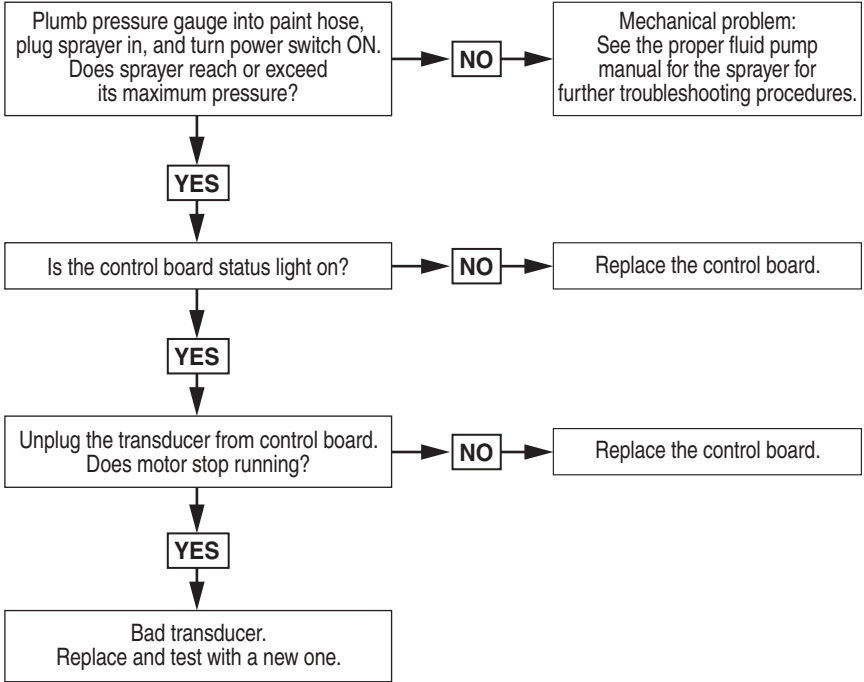 Plumb pressure gauge into paint hose,
plug sprayer in, and turn power switch ON.
Does sprayer reach or exceed
its maximum pressure?
NO
Mechanical problem:
See the proper fluid pump
manual for the sprayer for
further troubleshooting procedures.
YES
Is the control board status light on?
NO
Replace the control board.
YES
Unplug the transducer from control board.
Does motor stop running?
NO
Replace the control board.
YES
Bad transducer.
Replace and test with a new one.